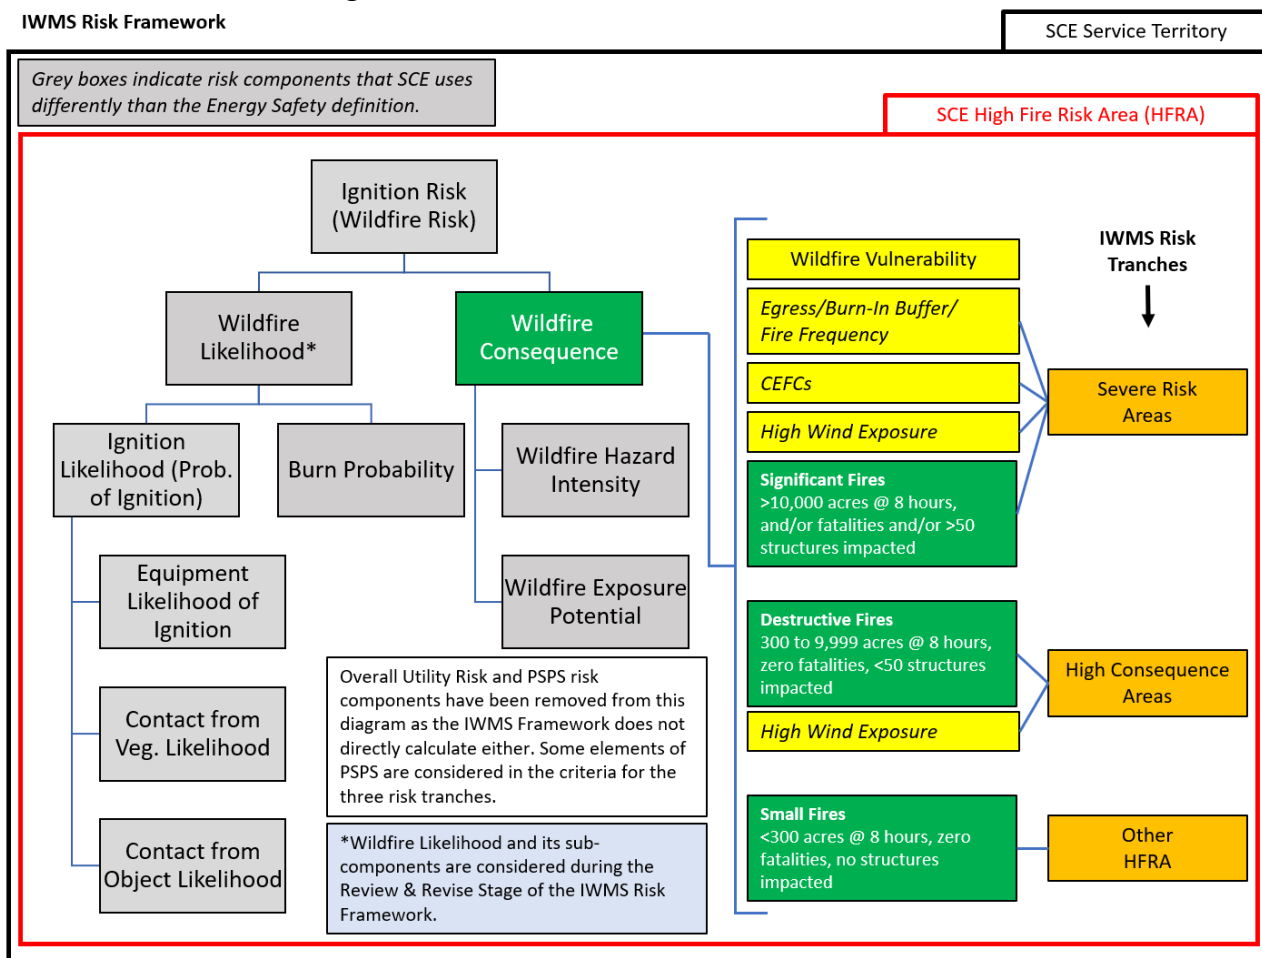 IWMS Risk Framework
SCE Service Territory
Grey boxes indicate risk components that SCE uses
differently than the Energy Safety definition.
SCE High Fire Risk Area (HFRA)
Ignition Risk
(Wildfire Risk)
Wildfire
Likelihood*
Wildfire
Consequence
Ignition
Likelihood (Prob.
of Ignition)
Burn Probability
Wildfire Hazard
Intensity
Equipment
Likelihood of
Ignition
Wildfire Exposure
Potential
Contact from
Veg. Likelihood
Contact from
Object Likelihood
Overall Utility Risk and PSPS risk
components have been removed from this
diagram as the IWMS Framework does not
directly calculate either. Some elements of
PSPS are considered in the criteria for the
three risk tranches.
*Wildfire Likelihood and its sub-
components are considered during the
Review & Revise Stage of the IWMS Risk
Framework.
Wildfire Vulnerability
Egress/Burn-In Buffer/
Fire Frequency
CEFCs
High Wind Exposure
Significant Fires
>10,000 acres @ 8 hours,
and/or fatalities and/or >50
structures impacted
Destructive Fires
300 to 9,999 acres @ 8 hours,
zero fatalities, <50 structures
impacted
High Wind Exposure
Small Fires
<300 acres @ 8 hours, zero
fatalities, no structures
impacted
IWMS Risk
Tranches
Severe Risk
Areas
High Consequence
Areas
Other
HFRA